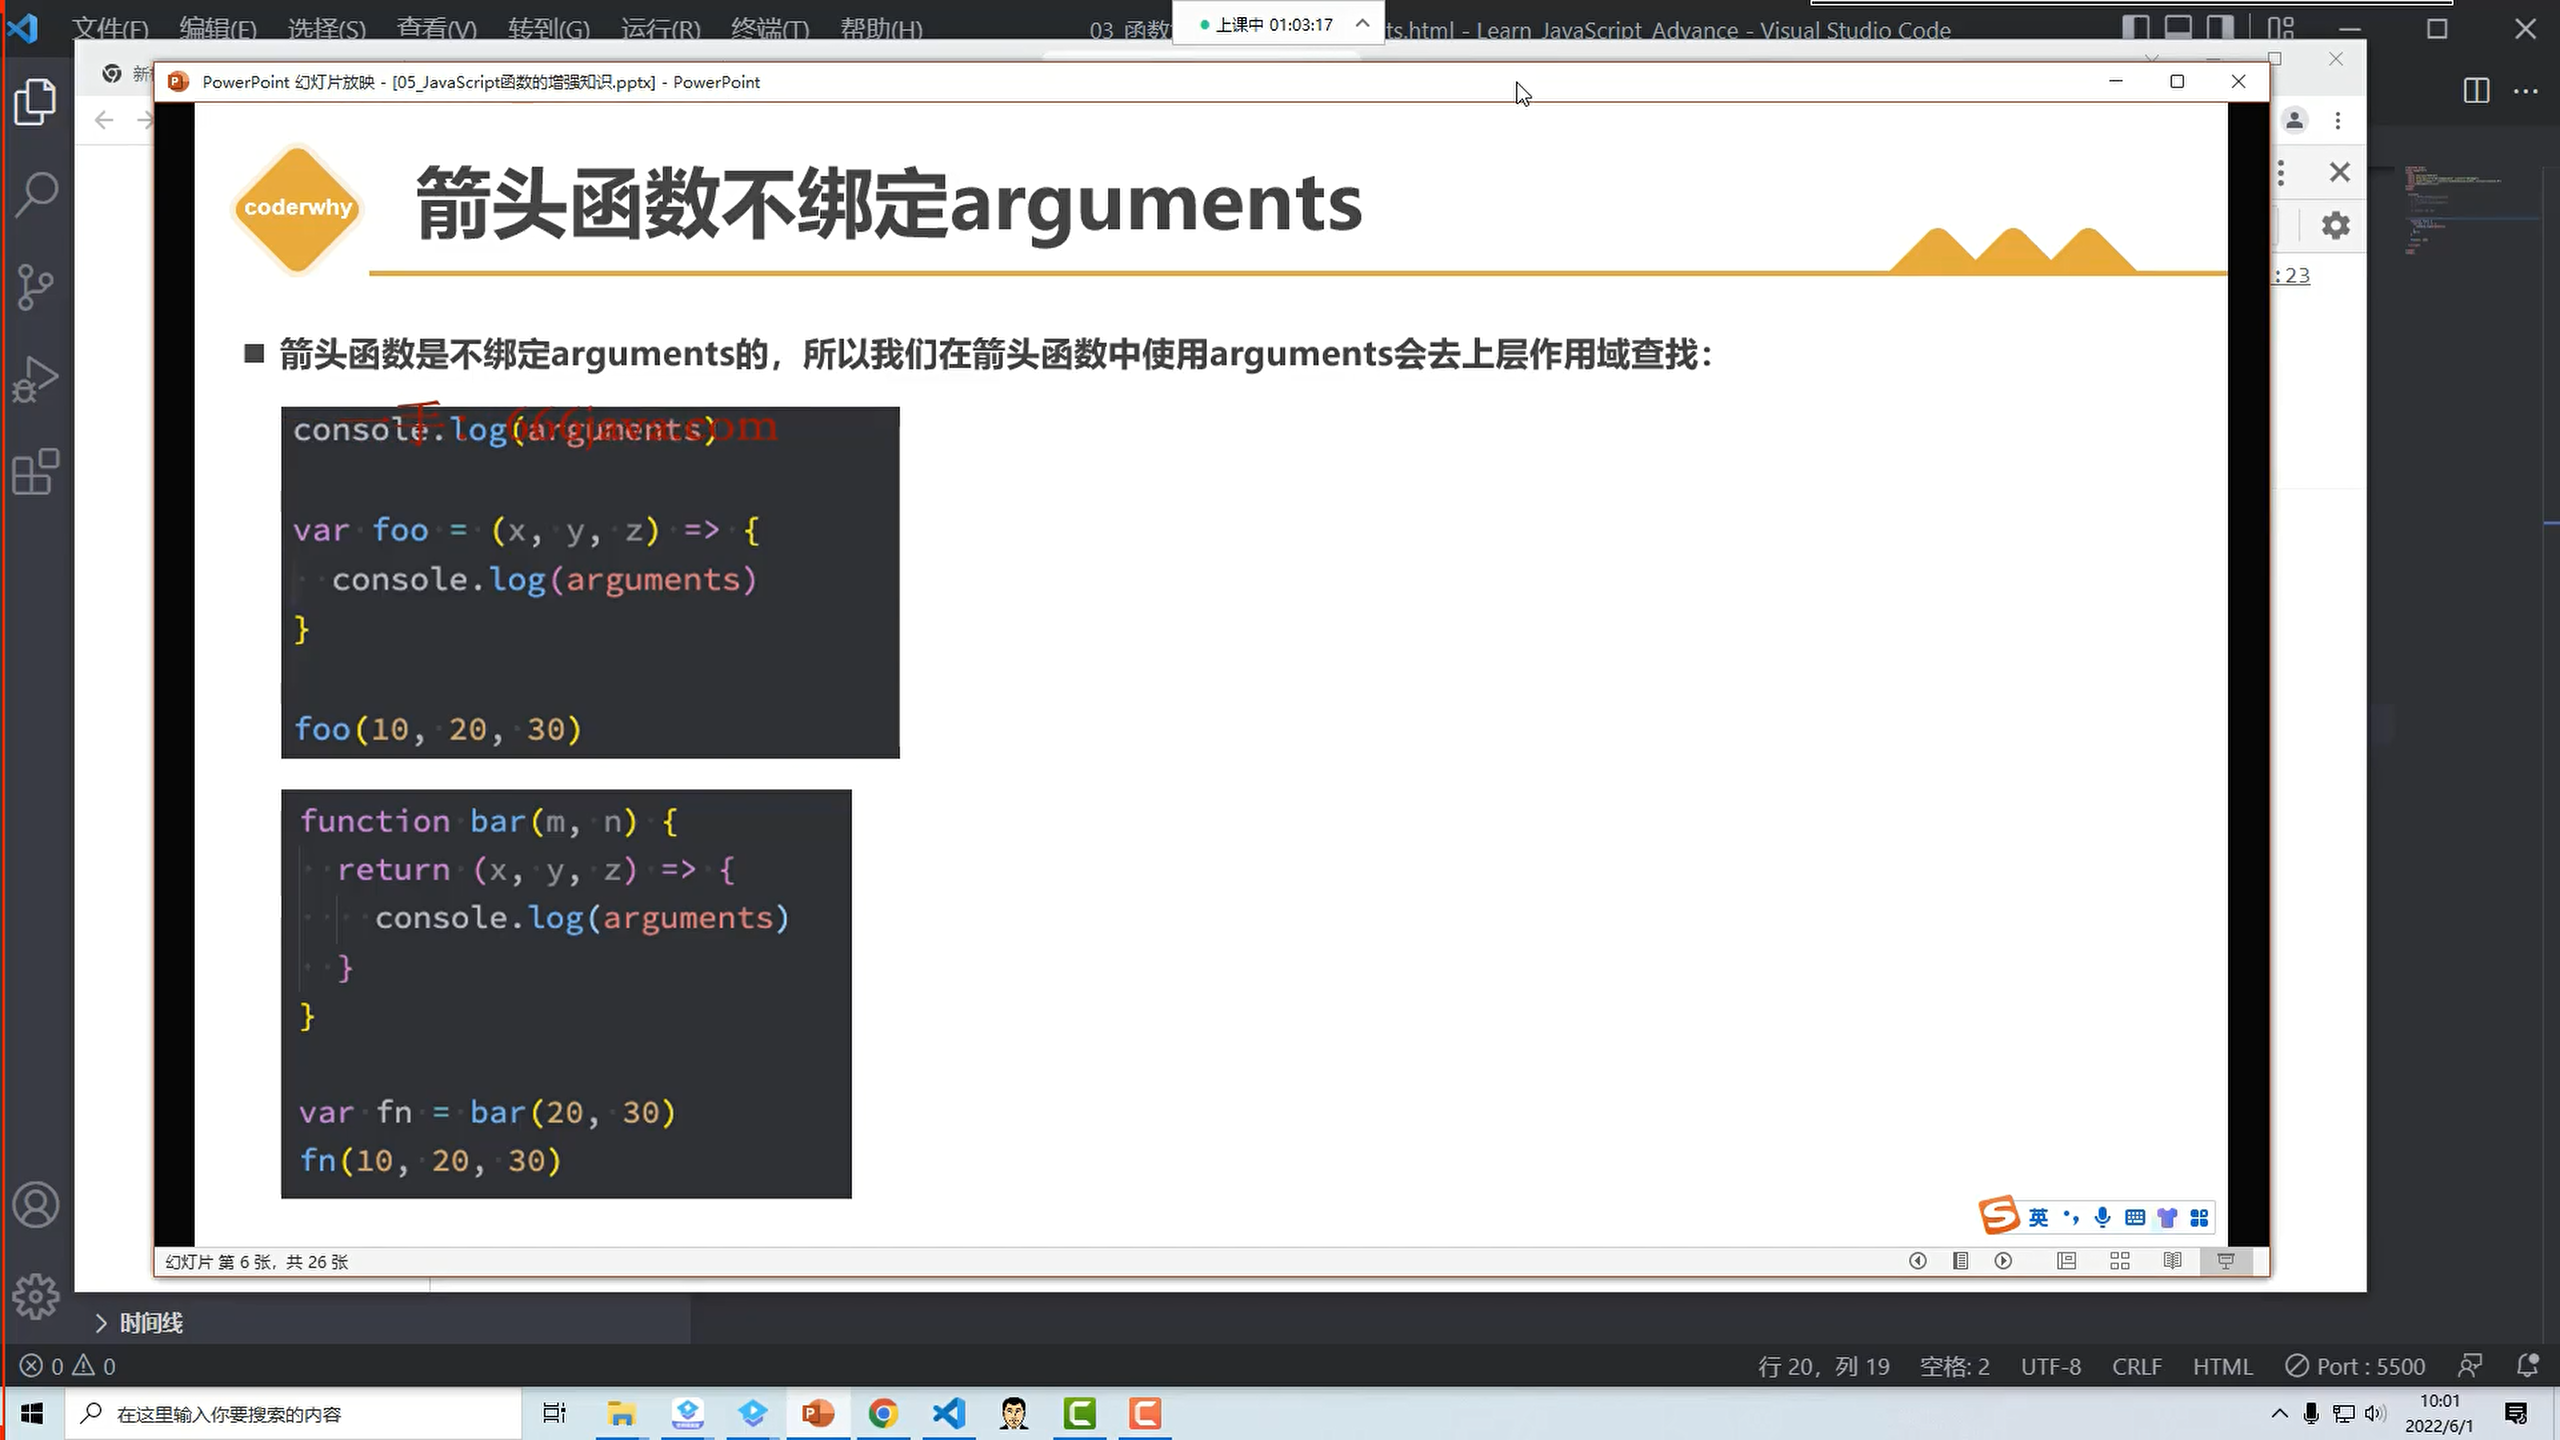 文件(F) 编辑(E) 选择(S) 查看(V) 转到(G) 运行(R) 终端(T) 帮助(H)
03_函数
上课中 01:03:17
ts.html - Learn_JavaScript_Advance - Visual Studio Code
PowerPoint 幻灯片放映 - [05_JavaScript函数的增强知识.pptx] - PowerPoint
coderwhy
箭头函数不绑定arguments
:23
■ 箭头函数是不绑定arguments的，所以我们在箭头函数中使用arguments会去上层作用域查找：
一手：666java.com
console.log(arguments)
var foo = (x, y, z) => {
console.log(arguments)
}
foo(10, 20, 30)
function bar(m, n) {
return (x, y, z) => {
console.log(arguments)
}
}
var fn = bar(20, 30)
fn(10, 20, 30)
英
幻灯片 第 6 张，共 26 张
时间线
0 0
行 20，列 19 空格: 2 UTF-8 CRLF HTML Port : 5500
在这里输入你要搜索的内容
10:01
2022/6/1